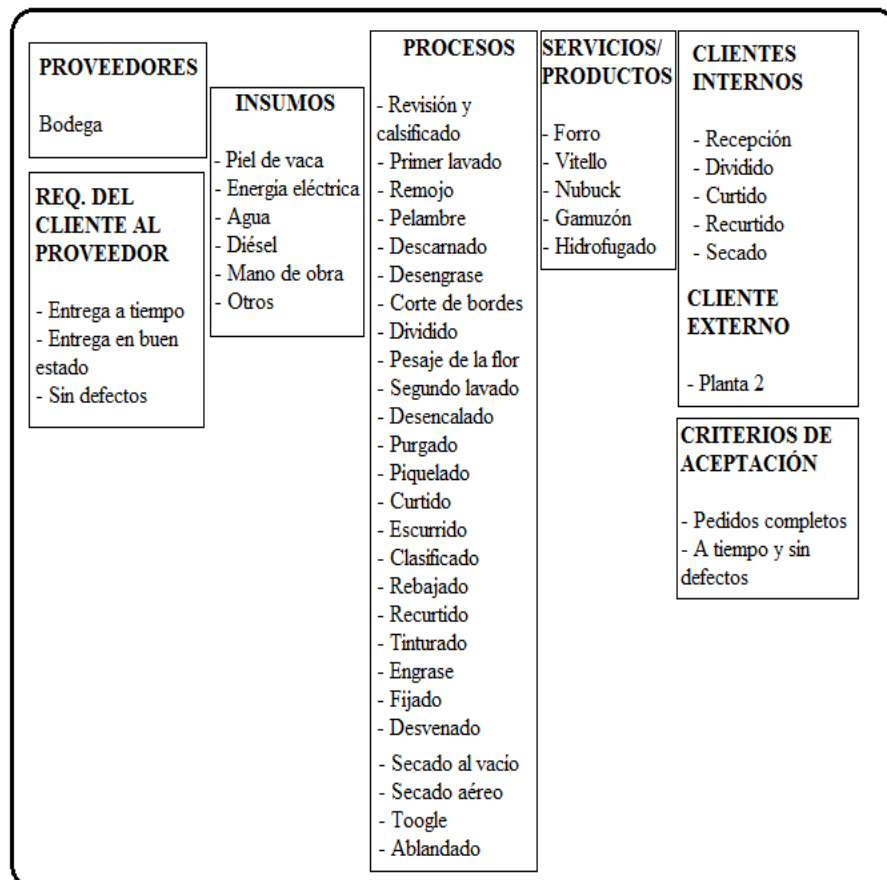 PROVEEDORES
Bodega
REQ. DEL
CLIENTE AL
PROVEEDOR
- Entrega a tiempo
- Entrega en buen
estado
- Sin defectos
INSUMOS
- Piel de vaca
- Energía eléctrica
- Agua
- Diésel
- Mano de obra
- Otros
PROCESOS
- Revisión y
calsificado
- Primer lavado
- Remojo
- Pelambre
- Descarnado
- Desengrase
- Corte de bordes
- Dividido
- Pesaje de la flor
- Segundo lavado
- Desencalado
- Purgado
- Piquelado
- Curtido
- Escurrido
- Clasificado
- Rebajado
- Recurtido
- Tinturado
- Engrase
- Fijado
- Desvenado
- Secado al vacío
- Secado aéreo
- Toogle
- Ablandado
SERVICIOS/
PRODUCTOS
- Forro
- Vitello
- Nubuck
- Gamuzón
- Hidrofugado
CLIENTES
INTERNOS
- Recepción
- Dividido
- Curtido
- Recurtido
- Secado
CLIENTE
EXTERNO
- Planta 2
CRITERIOS DE
ACEPTACIÓN
- Pedidos completos
- A tiempo y sin
defectos